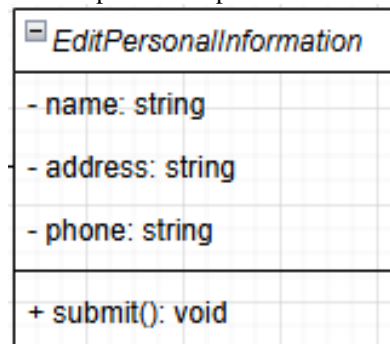 EditPersonalInformation
- name: string
- address: string
- phone: string
+ submit(): void